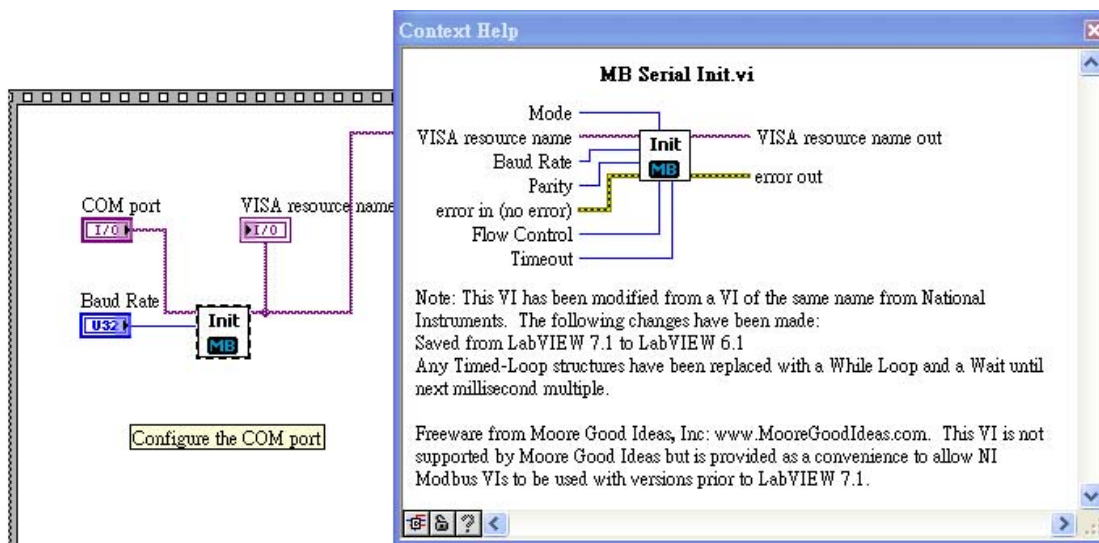 Context Help
MB Serial Init.vi
Mode
VISA resource name
VISA resource name out
Init
MB
Baud Rate
Parity
error out
error in (no error)
Flow Control
Timeout
COM port
VISA resource name
I/O
I/O
Baud Rate
U32
Init
MB
Configure the COM port
Note: This VI has been modified from a VI of the same name from National
Instruments. The following changes have been made:
Saved from LabVIEW 7.1 to LabVIEW 6.1
Any Timed-Loop structures have been replaced with a While Loop and a Wait until
next millisecond multiple.
Freeware from Moore Good Ideas, Inc: www.MooreGoodIdeas.com. This VI is not
supported by Moore Good Ideas but is provided as a convenience to allow NI
Modbus VIs to be used with versions prior to LabVIEW 7.1.
?